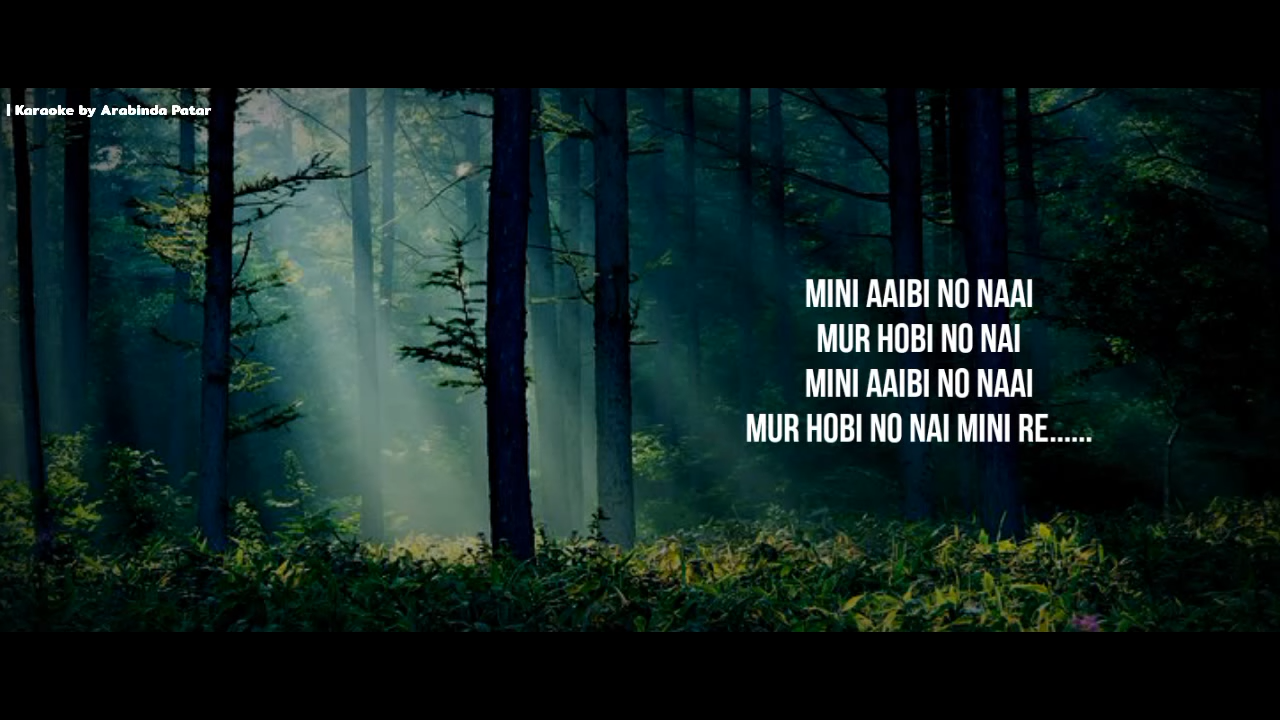 | Karaoke by Arabinda Patar
MINI AAIBI NO NAAI
MUR HOBI NO NAI
MINI AAIBI NO NAAI
MUR HOBI NO NAI MINI RE......